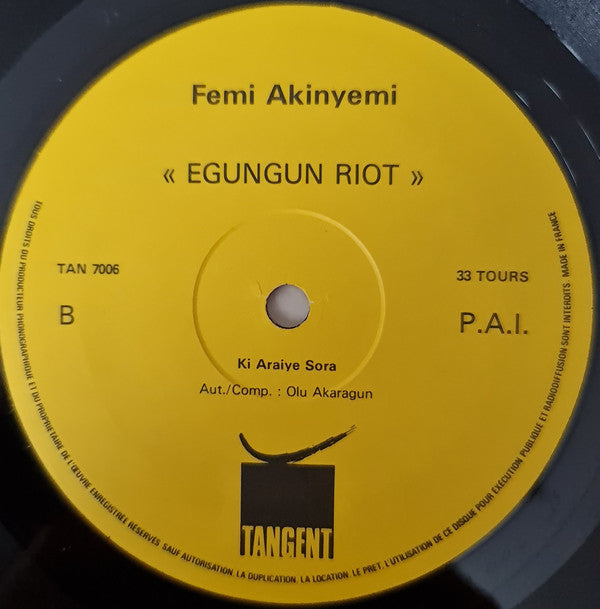 Femi Akinyemi
« EGUNGUN RIOT »
TAN 7006
33 TOURS
B
P.A.I.
Ki Araiye Sora
Aut./Comp. : Olu Akaragun
TANGENT
TOUS DROITS DU PRODUCTEUR PHONOGRAPHIQUE ET DU PROPRIETAIRE DE L'ŒUVRE ENREGISTRÉE RÉSERVÉS. SAUF AUTORISATION, LA DUPLICATION, LA LOCATION, LE PRET, L'UTILISATION DE CE DISQUE POUR EXÉCUTION PUBLIQUE ET RADIODIFFUSION SONT INTERDITS MADE IN FRANCE